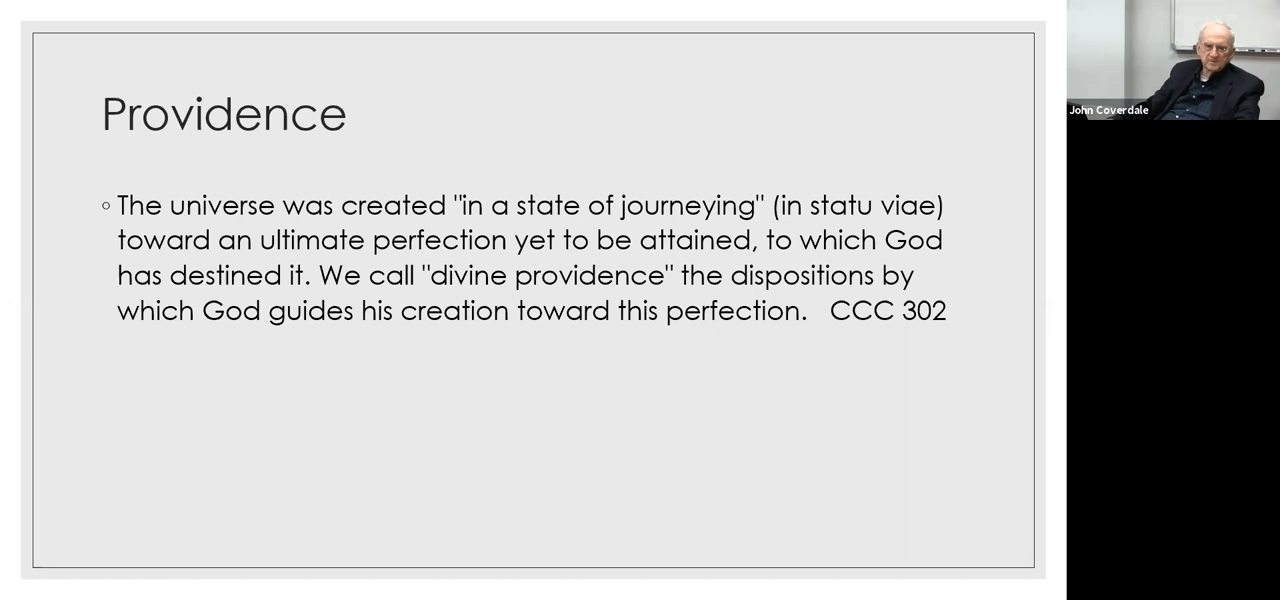 Providence
◦ The universe was created "in a state of journeying" (in statu viae)
toward an ultimate perfection yet to be attained, to which God
has destined it. We call "divine providence" the dispositions by
which God guides his creation toward this perfection.   CCC 302
John Coverdale